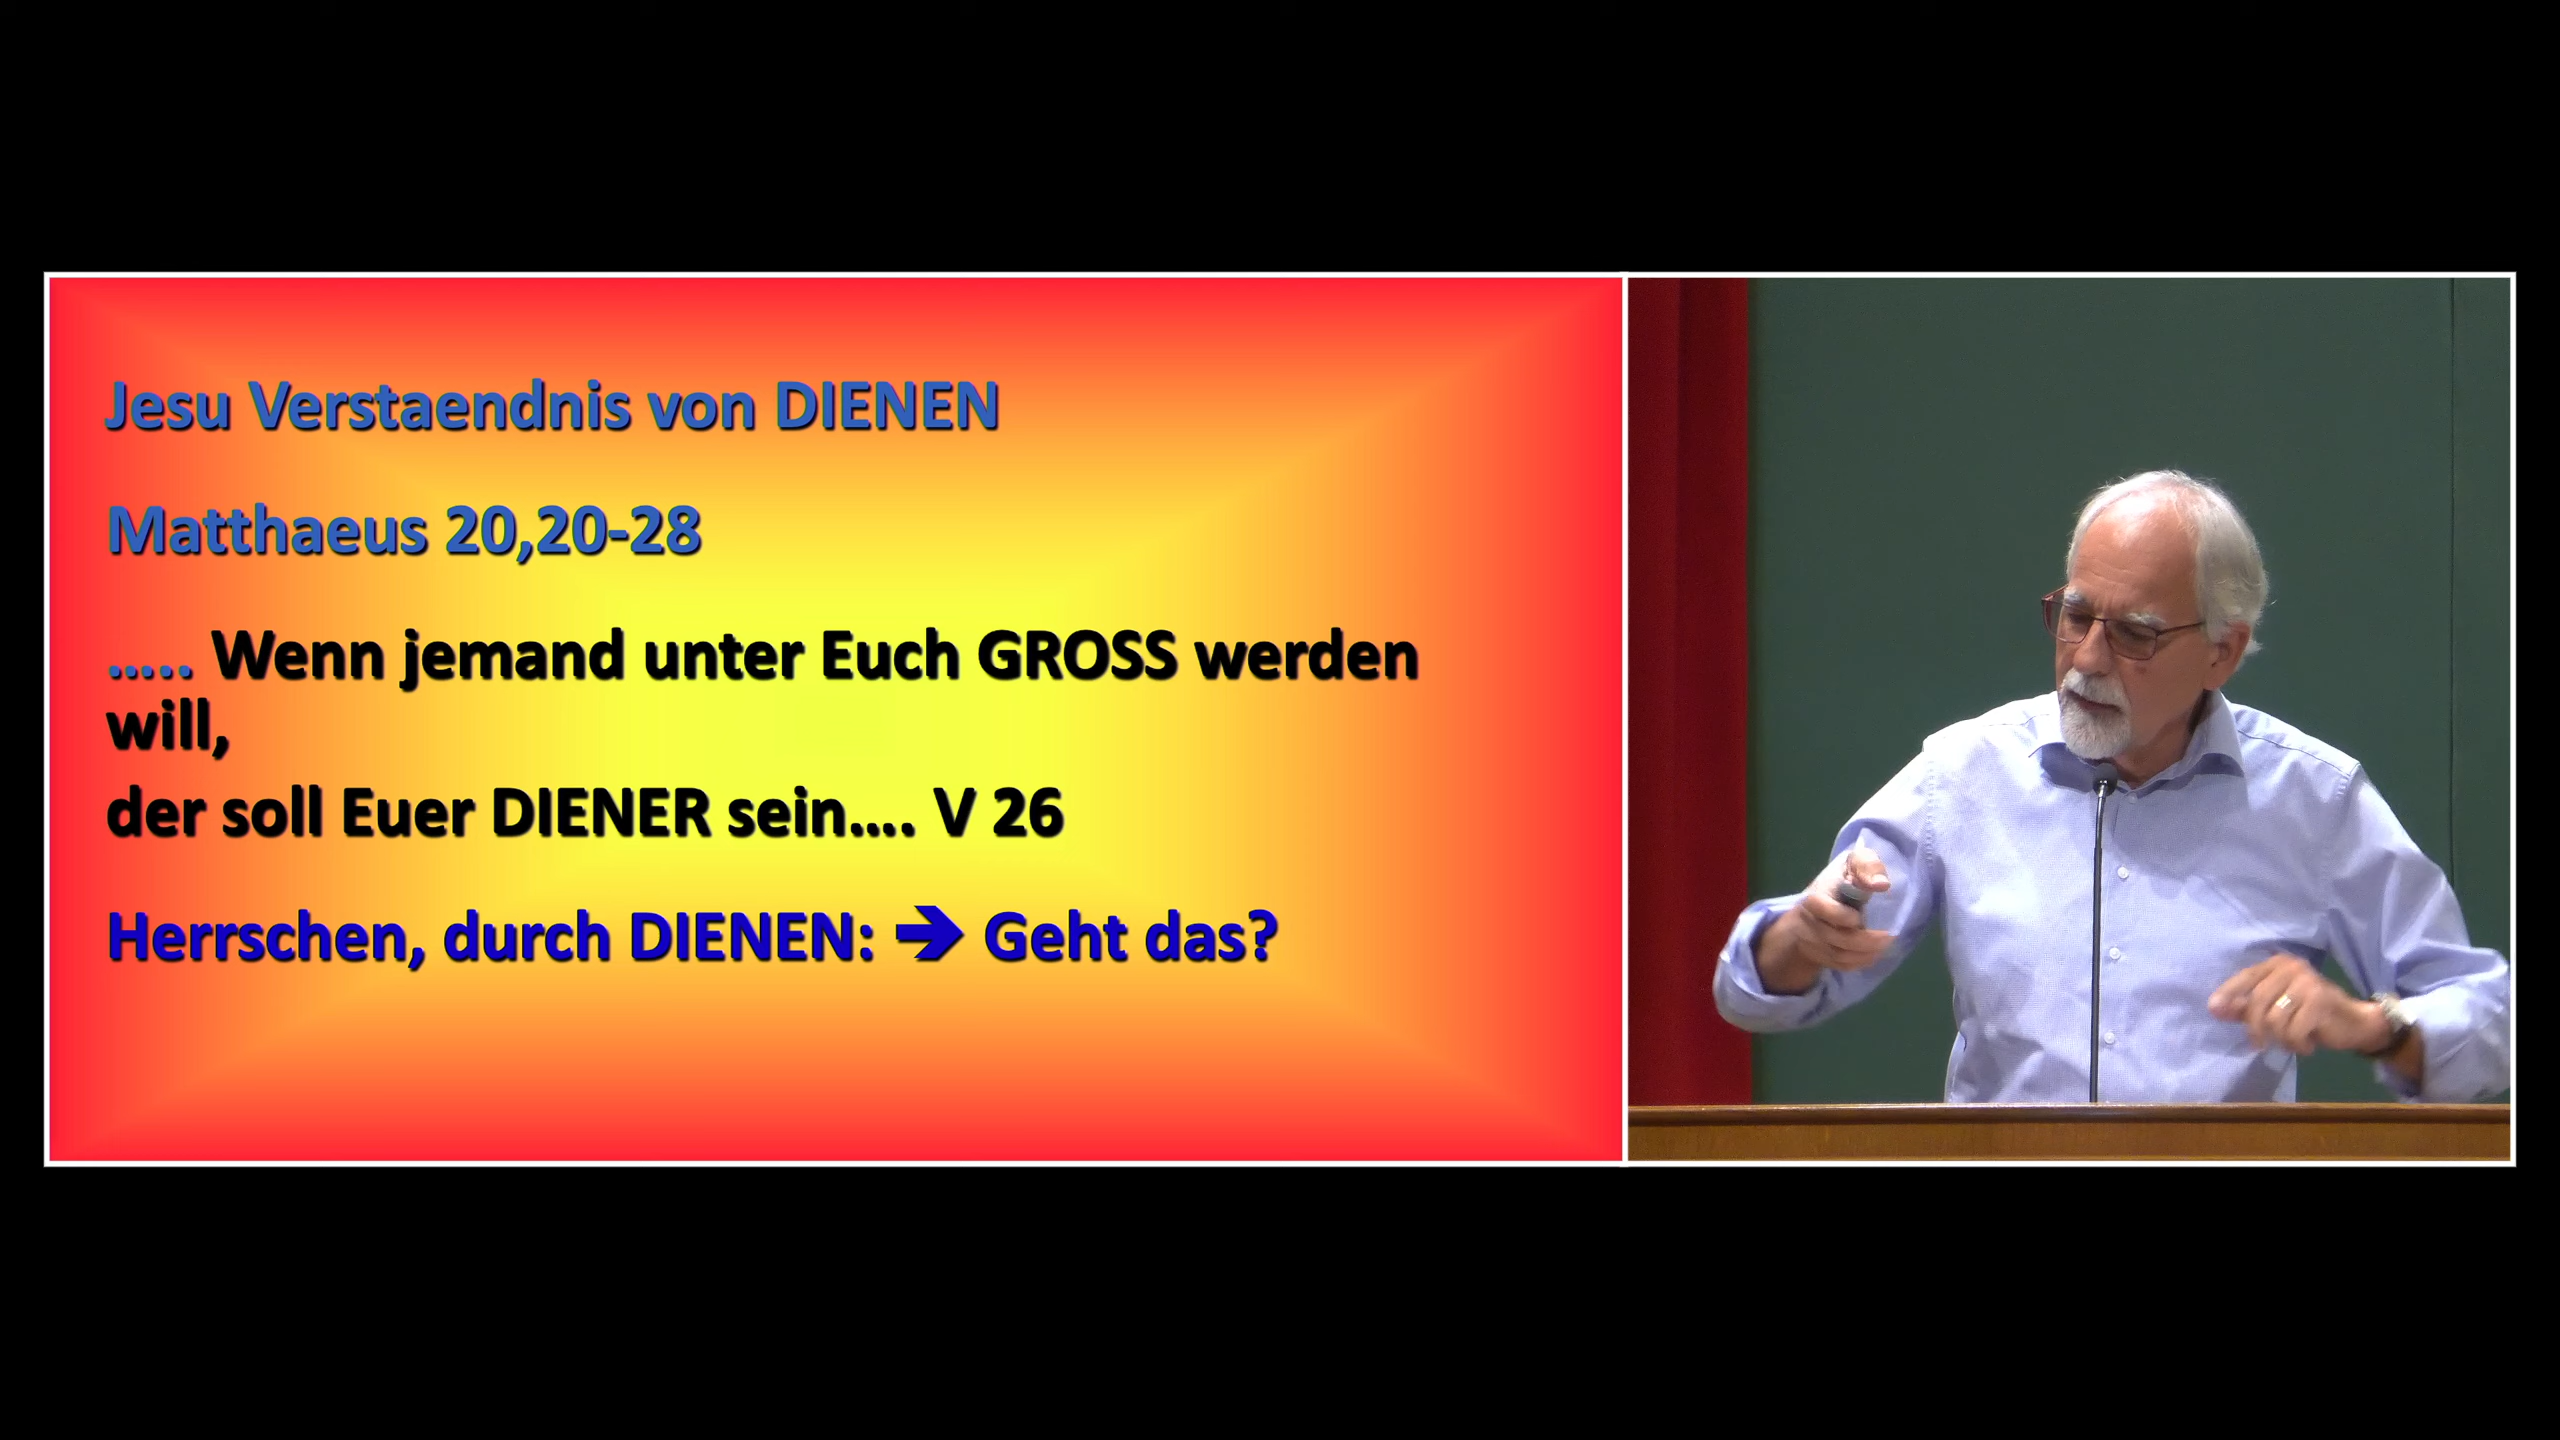 Jesu Verstaendnis von DIENEN
Matthaeus 20,20-28
..... Wenn jemand unter Euch GROSS werden
will,
der soll Euer DIENER sein.... V 26
Herrschen, durch DIENEN: ➔ Geht das?